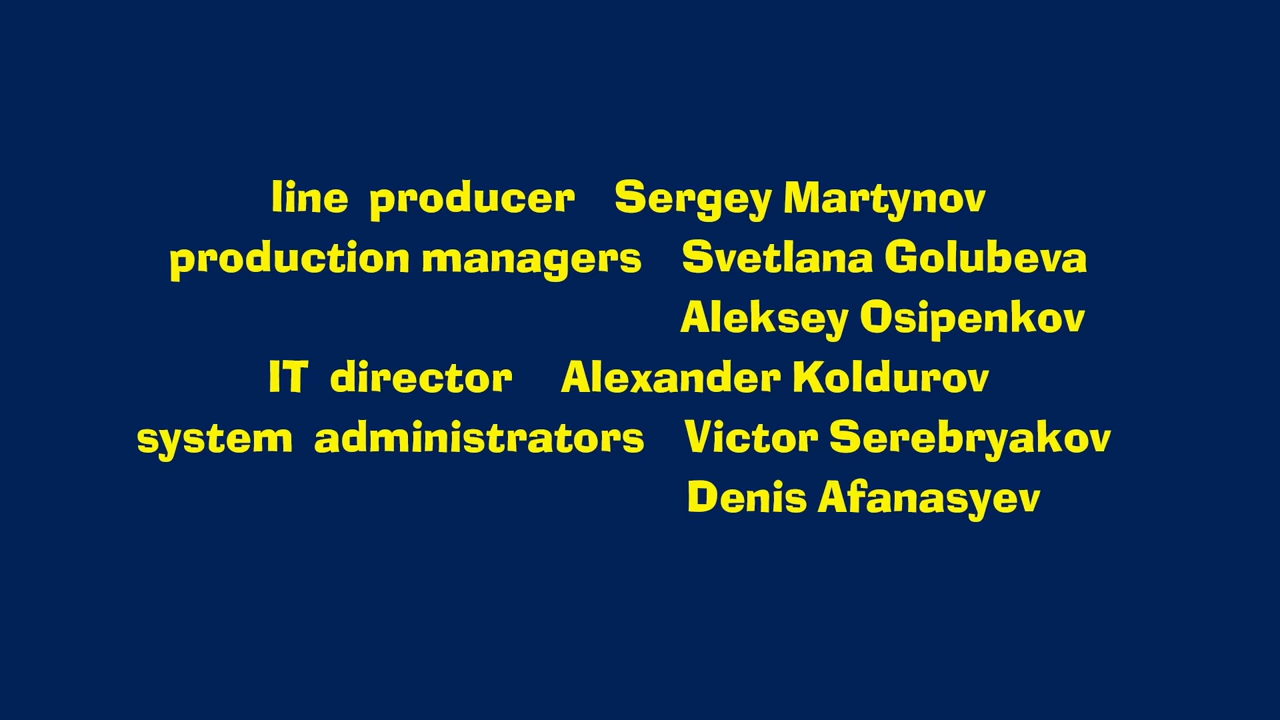 line producer Sergey Martynov
production managers Svetlana Golubeva
Aleksey Osipenkov
IT director Alexander Koldurov
system administrators Victor Serebryakov
Denis Afanasyev